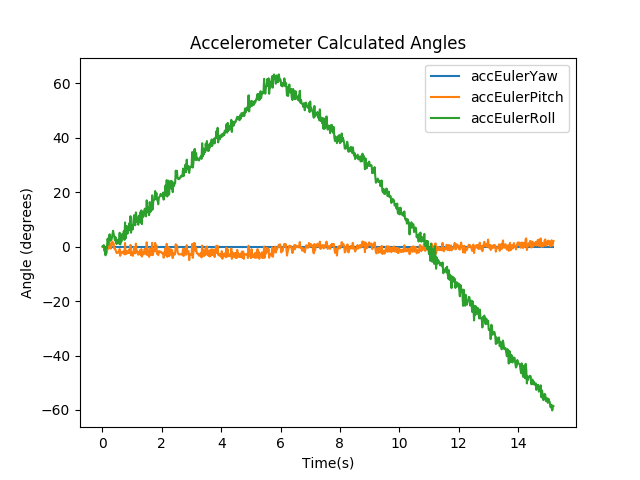 Accelerometer Calculated Angles
accEulerYaw
accEulerPitch
accEulerRoll
60
40
20
0
−20
−40
−60
Angle (degrees)
0 2 4 6 8 10 12 14
Time(s)